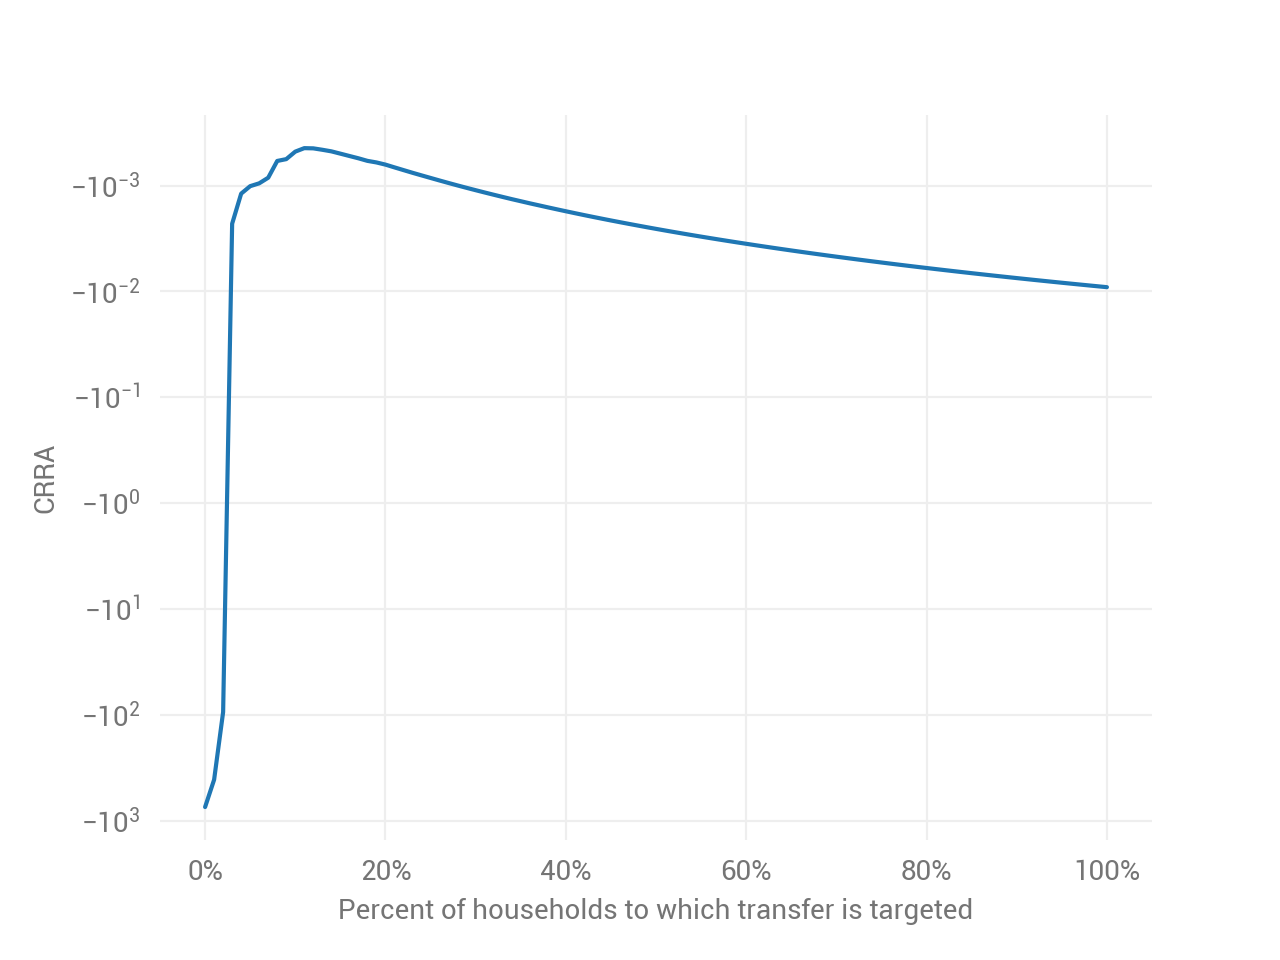 −10⁻³
−10⁻²
−10⁻¹
−10⁰
−10¹
−10²
−10³
CRRA
0% 20% 40% 60% 80% 100%
Percent of households to which transfer is targeted